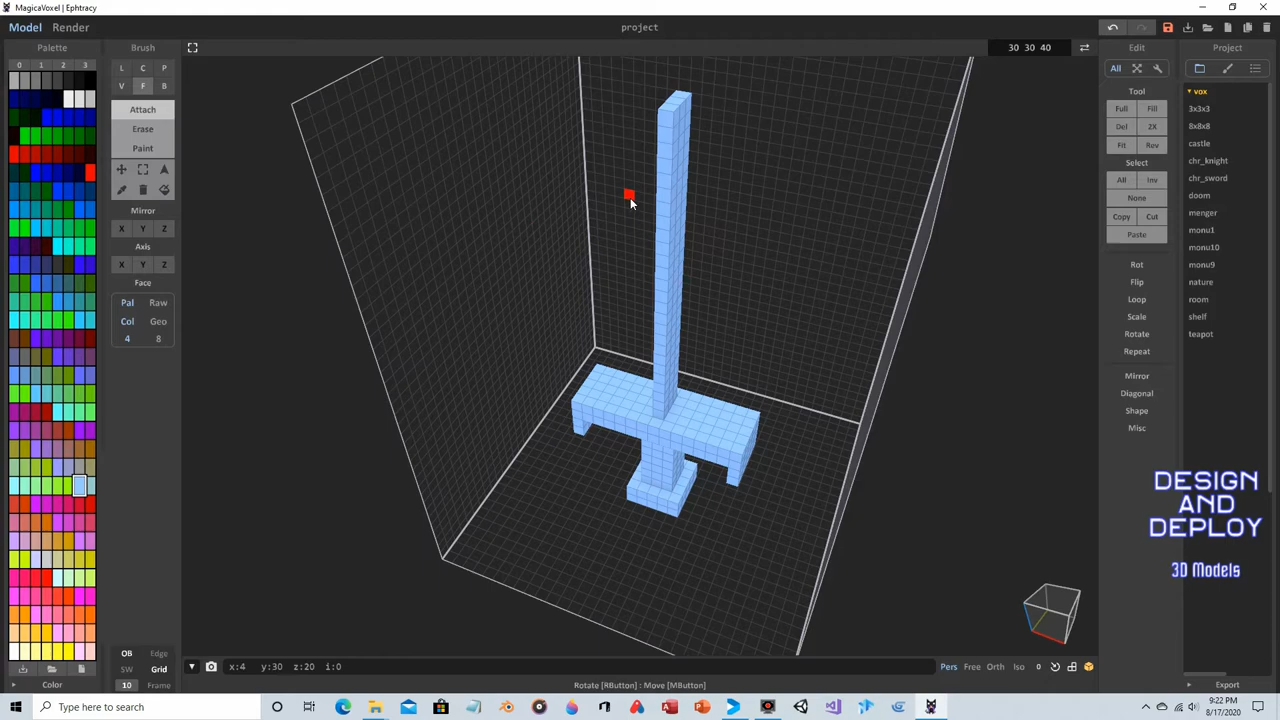 MagicaVoxel - Ephtracy
Model Render
project
Palette
0 1 2 3
Color
Brush
L C P
V F B
Attach
Erase
Paint
Mirror
X Y Z
Axis
X Y Z
Face
Pal Raw
Col Geo
4 8
OB Edge
SW Grid
10 Frame
30 30 40
x:4 y:30 z:20 i:0
Pers Free Orth Iso 0
Rotate [RButton] : Move [MButton]
Edit
All
Tool
Full Fill
Del 2X
Fit Rev
Select
All Inv
None
Copy Cut
Paste
Rot
Flip
Loop
Scale
Rotate
Repeat
Mirror
Diagonal
Shape
Misc
Project
vox
3x3x3
8x8x8
castle
chr_knight
chr_sword
doom
menger
monu1
monu10
monu9
nature
room
shelf
teapot
Export
DESIGN
AND
DEPLOY
3D Models
Type here to search
9:22 PM
8/17/2020